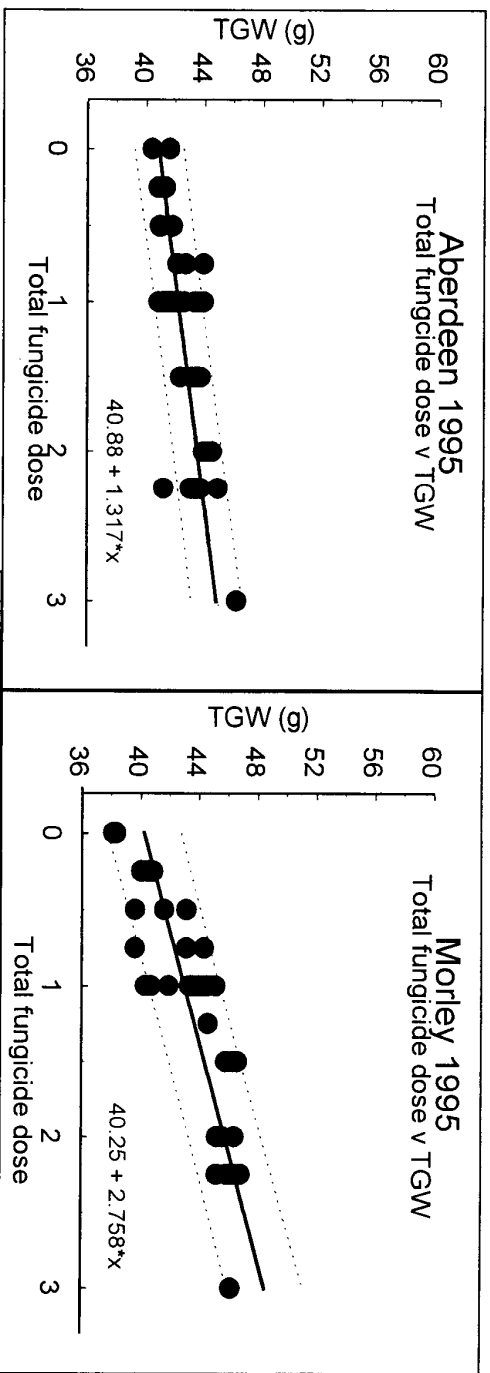 Aberdeen 1995
Total fungicide dose v TGW
TGW (g)
60
56
52
48
44
40
36
0
1
2
3
40.88 + 1.317*x
Total fungicide dose
Morley 1995
Total fungicide dose v TGW
TGW (g)
60
56
52
48
44
40
36
0
1
2
3
40.25 + 2.758*x
Total fungicide dose